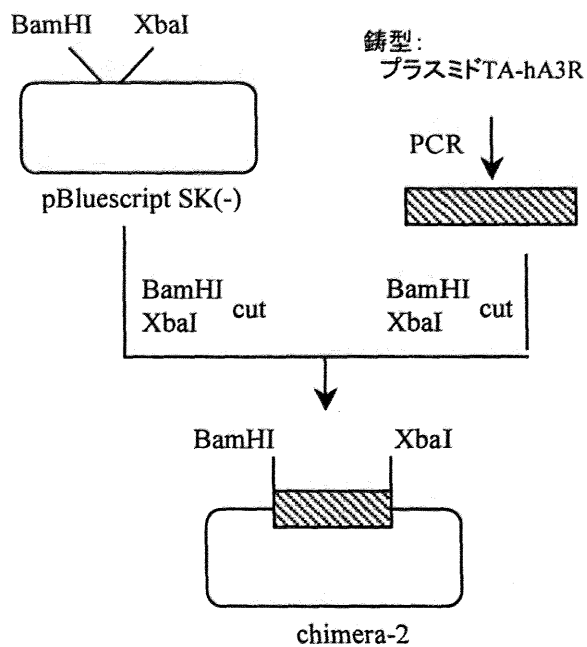 BamHI XbaI
鋳型:
プラスミドTA-hA3R
PCR
pBluescript SK(-)
BamHI
XbaI cut
BamHI
XbaI cut
BamHI XbaI
chimera-2